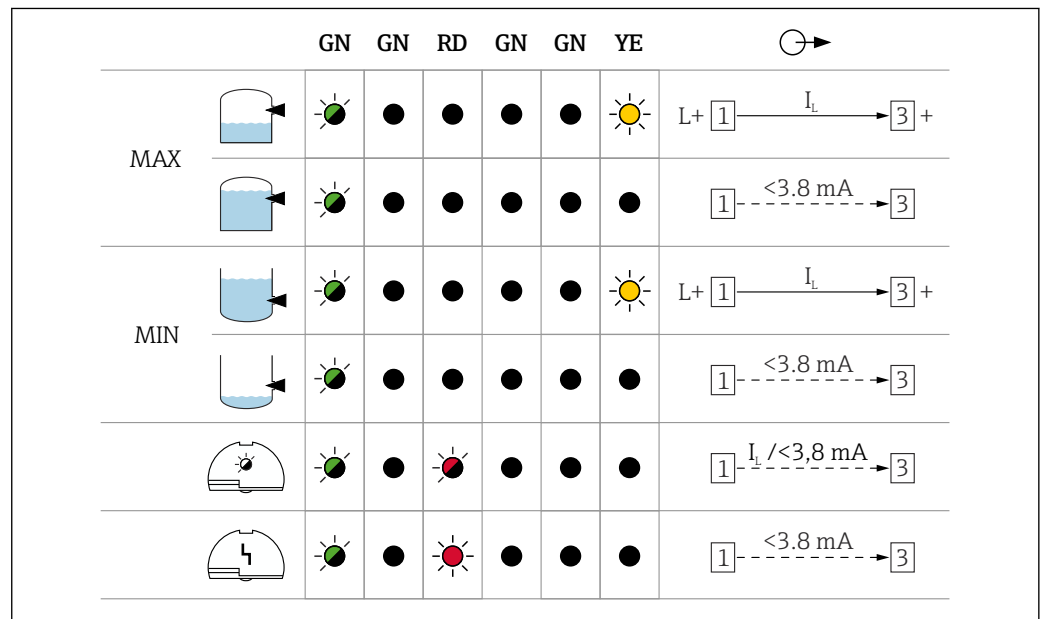 GN GN RD GN GN YE
MAX
L+ 1 I_L 3 +
1 <3.8 mA 3
MIN
L+ 1 I_L 3 +
1 <3.8 mA 3
1 I_L /<3,8 mA 3
1 <3.8 mA 3